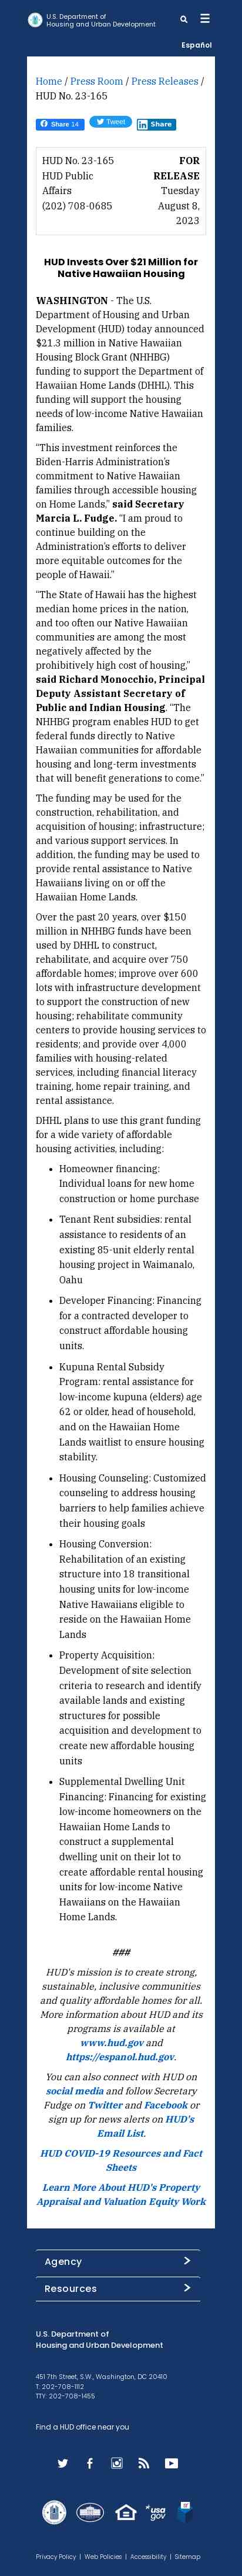 U.S. Department of
Housing and Urban Development
Español
Home / Press Room / Press Releases /
HUD No. 23-165
Share 14
Tweet
in Share
HUD No. 23-165
HUD Public
Affairs
(202) 708-0685
FOR
RELEASE
Tuesday
August 8,
2023
HUD Invests Over $21 Million for
Native Hawaiian Housing
WASHINGTON - The U.S.
Department of Housing and Urban
Development (HUD) today announced
$21.3 million in Native Hawaiian
Housing Block Grant (NHHBG)
funding to support the Department of
Hawaiian Home Lands (DHHL). This
funding will support the housing
needs of low-income Native Hawaiian
families.
“This investment reinforces the
Biden-Harris Administration’s
commitment to Native Hawaiian
families through accessible housing
on Home Lands,” said Secretary
Marcia L. Fudge. “I am proud to
continue building on the
Administration’s efforts to deliver
more equitable outcomes for the
people of Hawaii.”
“The State of Hawaii has the highest
median home prices in the nation,
and too often our Native Hawaiian
communities are among the most
negatively affected by the
prohibitively high cost of housing,”
said Richard Monocchio, Principal
Deputy Assistant Secretary of
Public and Indian Housing. “The
NHHBG program enables HUD to get
federal funds directly to Native
Hawaiian communities for affordable
housing and long-term investments
that will benefit generations to come.”
The funding may be used for the
construction, rehabilitation, and
acquisition of housing; infrastructure;
and various support services. In
addition, the funding may be used to
provide rental assistance to Native
Hawaiians living on or off the
Hawaiian Home Lands.
Over the past 20 years, over $150
million in NHHBG funds have been
used by DHHL to construct,
rehabilitate, and acquire over 750
affordable homes; improve over 600
lots with infrastructure development
to support the construction of new
housing; rehabilitate community
centers to provide housing services to
residents; and provide over 4,000
families with housing-related
services, including financial literacy
training, home repair training, and
rental assistance.
DHHL plans to use this grant funding
for a wide variety of affordable
housing activities, including:
• Homeowner financing:
Individual loans for new home
construction or home purchase
• Tenant Rent subsidies: rental
assistance to residents of an
existing 85-unit elderly rental
housing project in Waimanalo,
Oahu
• Developer Financing: Financing
for a contracted developer to
construct affordable housing
units.
• Kupuna Rental Subsidy
Program: rental assistance for
low-income kupuna (elders) age
62 or older, head of household,
and on the Hawaiian Home
Lands waitlist to ensure housing
stability.
• Housing Counseling: Customized
counseling to address housing
barriers to help families achieve
their housing goals
• Housing Conversion:
Rehabilitation of an existing
structure into 18 transitional
housing units for low-income
Native Hawaiians eligible to
reside on the Hawaiian Home
Lands
• Property Acquisition:
Development of site selection
criteria to research and identify
available lands and existing
structures for possible
acquisition and development to
create new affordable housing
units
• Supplemental Dwelling Unit
Financing: Financing for existing
low-income homeowners on the
Hawaiian Home Lands to
construct a supplemental
dwelling unit on their lot to
create affordable rental housing
units for low-income Native
Hawaiians on the Hawaiian
Home Lands.
###
HUD's mission is to create strong,
sustainable, inclusive communities
and quality affordable homes for all.
More information about HUD and its
programs is available at
www.hud.gov and
https://espanol.hud.gov.
You can also connect with HUD on
social media and follow Secretary
Fudge on Twitter and Facebook or
sign up for news alerts on HUD's
Email List.
HUD COVID-19 Resources and Fact
Sheets
Learn More About HUD's Property
Appraisal and Valuation Equity Work
Agency
Resources
U.S. Department of
Housing and Urban Development
451 7th Street, S.W., Washington, DC 20410
T: 202-708-1112
TTY: 202-708-1455
Find a HUD office near you
usa
gov
Privacy Policy | Web Policies | Accessibility | Sitemap